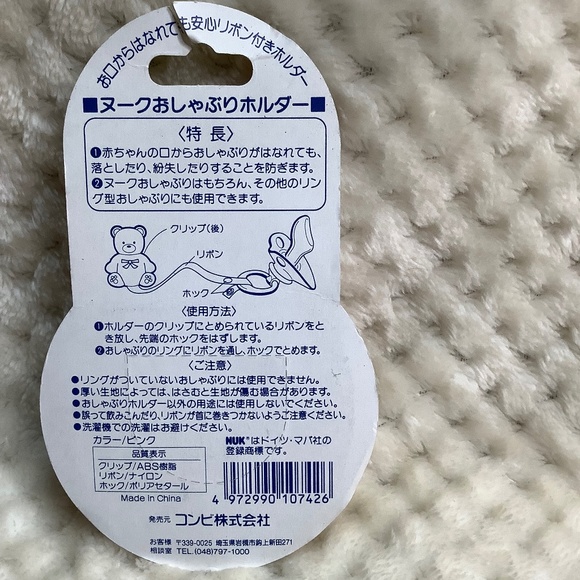 お口からはなれても安心リボン付きホルダー
■ヌークおしゃぶりホルダー■
〈特 長〉
❶赤ちゃんの口からおしゃぶりがはなれても、
落としたり、紛失したりすることを防ぎます。
❷ヌークおしゃぶりはもちろん、その他のリン
グ型おしゃぶりにも使用できます。
クリップ(後)
リボン
ホック
〈使用方法〉
❶ホルダーのクリップにとめられているリボンをと
き放し、先端のホックをはずします。
❷おしゃぶりのリングにリボンを通し、ホックでとめます。
〈ご注意〉
●リングがついていないおしゃぶりには使用できません。
●厚い生地によっては、はさむと生地が傷む場合があります。
●おしゃぶりホルダー以外の用途には使用しないでください。
●誤って飲みこんだり、リボンが首に巻きつかないようご注意ください。
●洗濯機での洗濯はお避けください。
カラー/ピンク
品質表示
クリップ/ABS樹脂
リボン/ナイロン
ホック/ポリアセタール
Made in China
NUKはドイツ・マパ社の
登録商標です。
4 972990 107426
発売元 コンビ株式会社
お客様 〒339-0025 埼玉県岩槻市釣上新田271
相談室 TEL.(048)797-1000